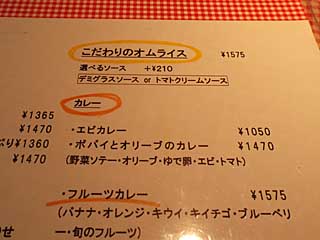 こだわりのオムライス ¥1575
選べるソース +¥210
デミグラスソース or トマトクリームソース
カレー
¥1365
¥1470 ・エビカレー ¥1050
ぷり¥1360 ・ポパイとオリーブのカレー ¥1470
¥1470 (野菜ソテー・オリーブ・ゆで卵・エビ・トマト)
・フルーツカレー ¥1575
(バナナ・オレンジ・キウイ・キイチゴ・ブルーベリ
せ ー・旬のフルーツ)